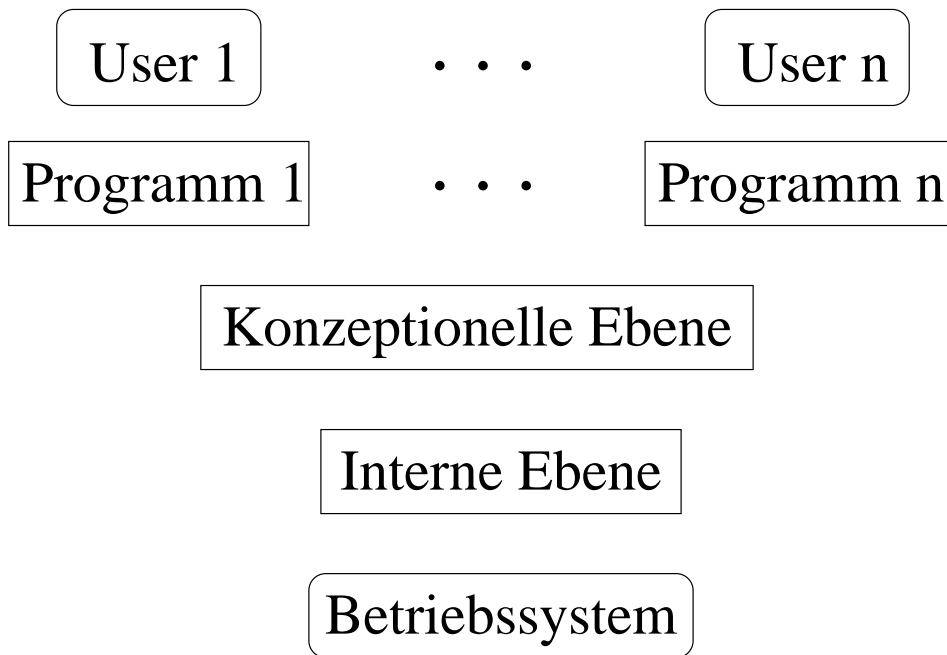 User 1 . . . User n
Programm 1 . . . Programm n
Konzeptionelle Ebene
Interne Ebene
Betriebssystem